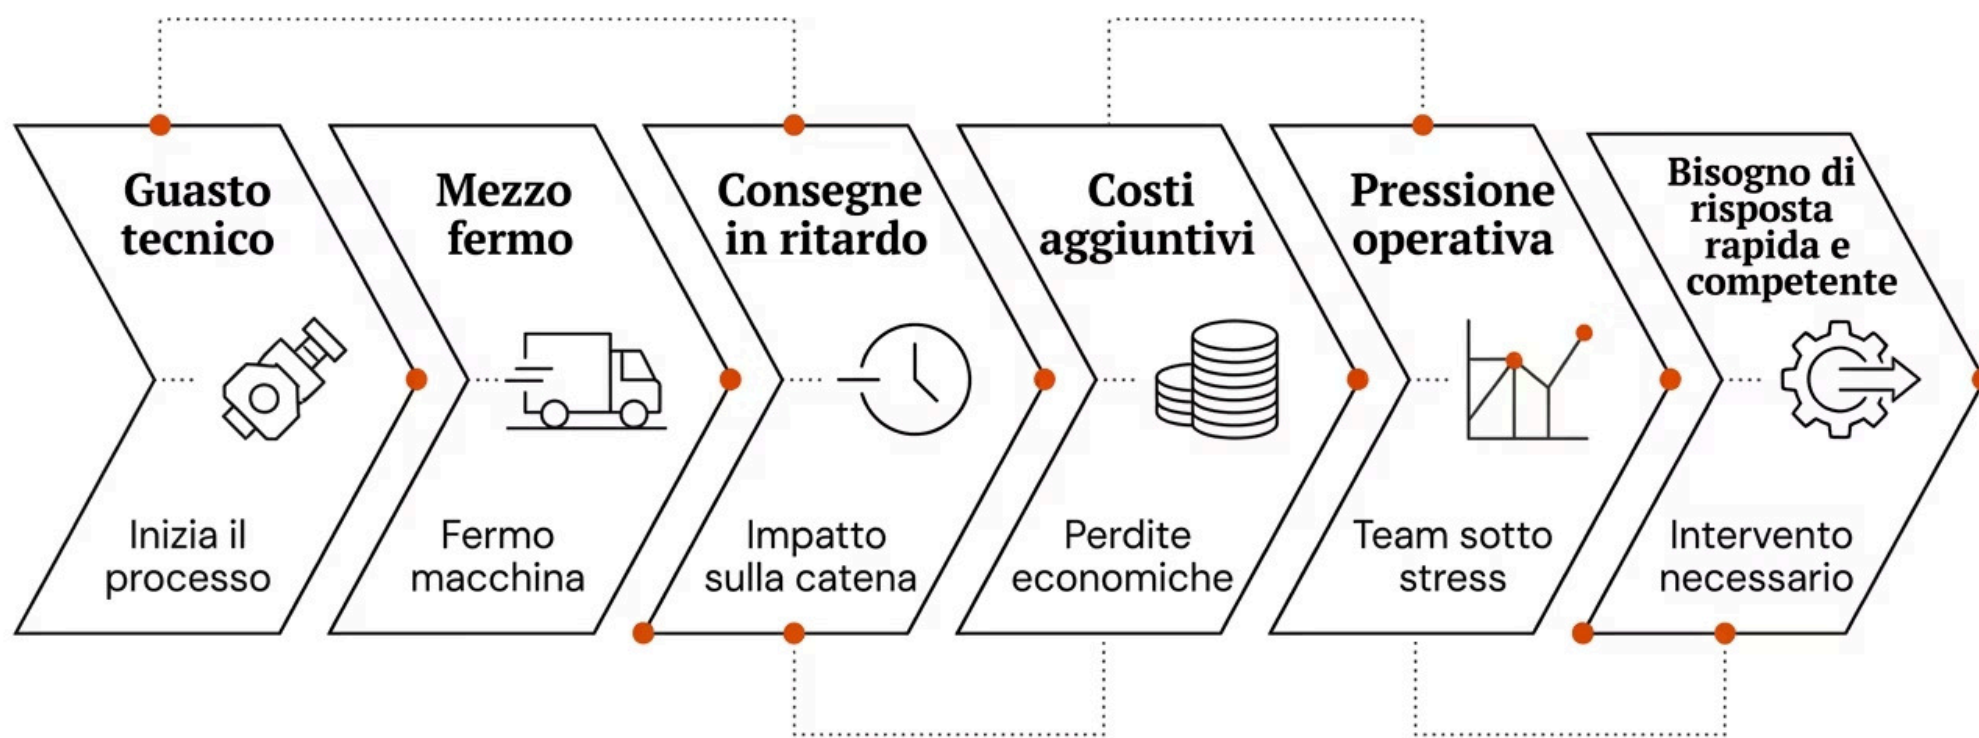 Guasto
tecnico
Inizia il
processo
Mezzo
fermo
Fermo
macchina
Consegne
in ritardo
Impatto
sulla catena
Costi
aggiuntivi
Perdite
economiche
Pressione
operativa
Team sotto
stress
Bisogno di
risposta
rapida e
competente
Intervento
necessario